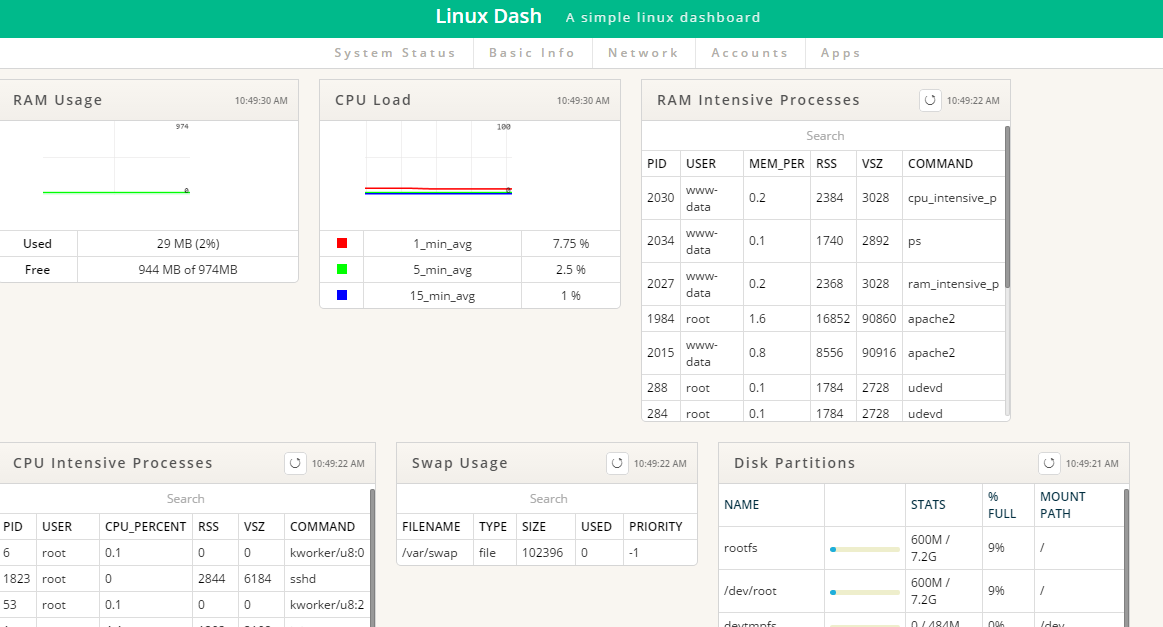 Linux Dash A simple linux dashboard
System Status Basic Info Network Accounts Apps
RAM Usage 10:49:30 AM
974
0
Used 29 MB (2%)
Free 944 MB of 974MB
CPU Load 10:49:30 AM
100
0
1_min_avg 7.75 %
5_min_avg 2.5 %
15_min_avg 1 %
RAM Intensive Processes 10:49:22 AM
Search
PID USER MEM_PER RSS VSZ COMMAND
2030 www-data 0.2 2384 3028 cpu_intensive_p
2034 www-data 0.1 1740 2892 ps
2027 www-data 0.2 2368 3028 ram_intensive_p
1984 root 1.6 16852 90860 apache2
2015 www-data 0.8 8556 90916 apache2
288 root 0.1 1784 2728 udevd
284 root 0.1 1784 2728 udevd
CPU Intensive Processes 10:49:22 AM
Search
PID USER CPU_PERCENT RSS VSZ COMMAND
6 root 0.1 0 0 kworker/u8:0
1823 root 0 2844 6184 sshd
53 root 0.1 0 0 kworker/u8:2
Swap Usage 10:49:22 AM
Search
FILENAME TYPE SIZE USED PRIORITY
/var/swap file 102396 0 -1
Disk Partitions 10:49:21 AM
NAME STATS % FULL MOUNT PATH
rootfs 600M / 7.2G 9% /
/dev/root 600M / 7.2G 9% /
devtmpfs 0 / 484M 0% /dev